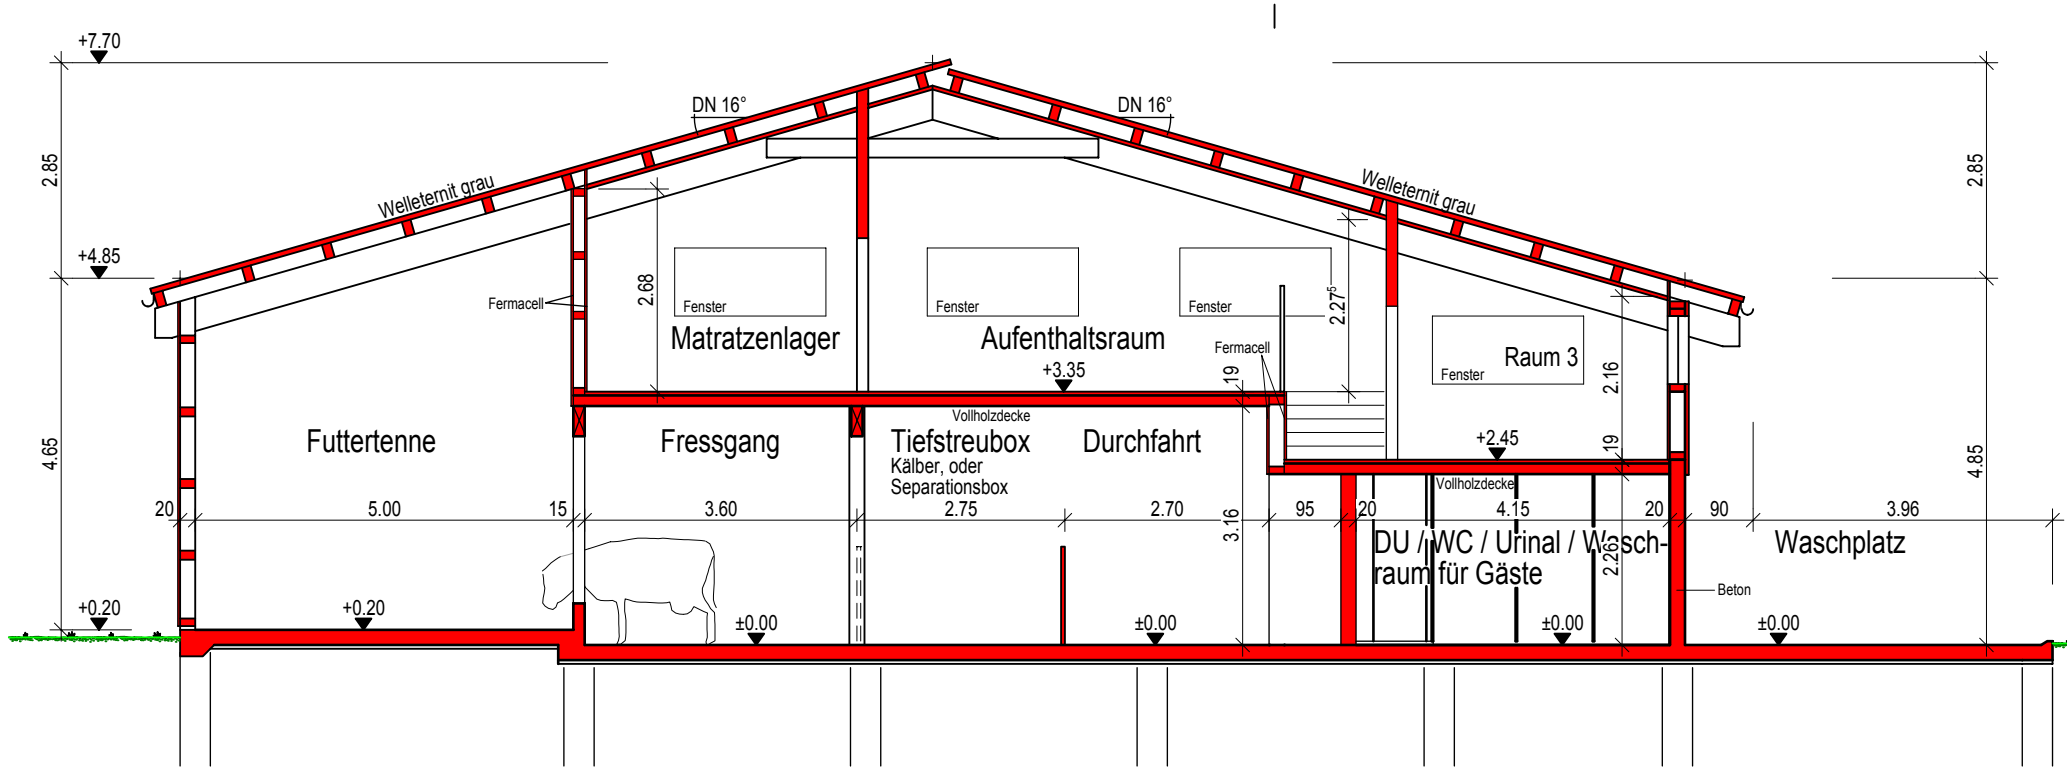 +7.70
DN 16°
DN 16°
2.85
2.85
Welleternit grau
Welleternit grau
+4.85
2.68
2.27⁵
Fermacell
Fenster
Fenster
Fenster
Matratzenlager
Aufenthaltsraum
Fermacell
Raum 3
Fenster
+3.35
19
2.16
Vollholzdecke
Futtertenne
Fressgang
Tiefstreubox
Durchfahrt
+2.45
19
Kälber, oder
Separationsbox
4.65
4.85
Vollholzdecke
20
5.00
15
3.60
2.75
2.70
3.16
95
20
4.15
20
90
3.96
DU / WC / Urinal / Wasch-
raum für Gäste
2.26
Waschplatz
Beton
+0.20
+0.20
±0.00
±0.00
±0.00
±0.00